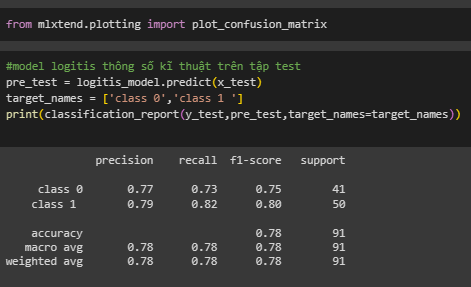 from mlxtend.plotting import plot_confusion_matrix
#model logitis thông số kĩ thuật trên tập test
pre_test = logitis_model.predict(x_test)
target_names = ['class 0','class 1 ']
print(classification_report(y_test,pre_test,target_names=target_names))
precision recall f1-score support
class 0 0.77 0.73 0.75 41
class 1 0.79 0.82 0.80 50
accuracy 0.78 91
macro avg 0.78 0.78 0.78 91
weighted avg 0.78 0.78 0.78 91